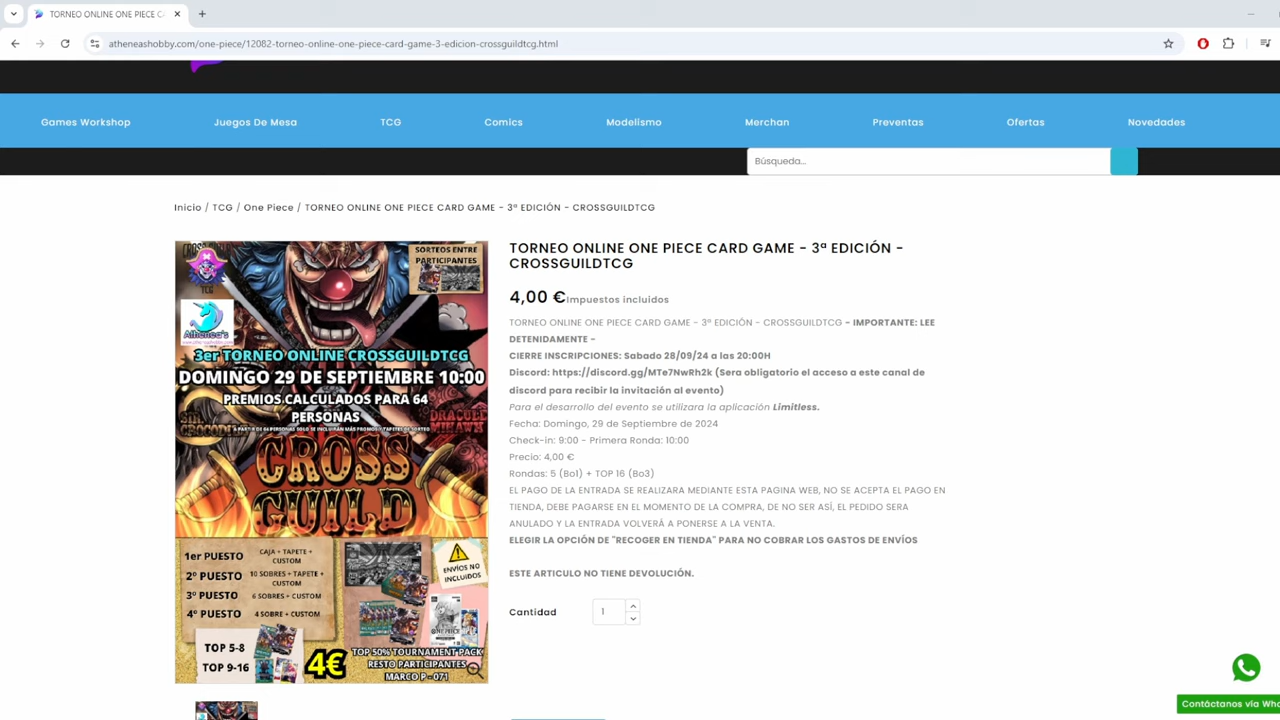 TORNEO ONLINE ONE PIECE C
atheneashobby.com/one-piece/12082-torneo-online-one-piece-card-game-3-edicion-crossguildtcg.html
Games Workshop
Juegos De Mesa
TCG
Comics
Modelismo
Merchan
Preventas
Ofertas
Novedades
Búsqueda...
Inicio / TCG / One Piece / TORNEO ONLINE ONE PIECE CARD GAME - 3ª EDICIÓN - CROSSGUILDTCG
TCG
Athenea's
SORTEOS ENTRE
PARTICIPANTES
3er TORNEO ONLINE CROSSGUILDTCG
DOMINGO 29 DE SEPTIEMBRE 10:00
PREMIOS CALCULADOS PARA 64
PERSONAS
CROSS
GUILD
1er PUESTO
CAJA + TAPETE +
CUSTOM
2º PUESTO
10 SOBRES + TAPETE +
CUSTOM
3º PUESTO
6 SOBRES + CUSTOM
4º PUESTO
4 SOBRE + CUSTOM
ENVÍOS NO
INCLUIDOS
TOP 5-8
TOP 9-16
4€
TOP 50% TOURNAMENT PACK
RESTO PARTICIPANTES
MARCO P - 071
TORNEO ONLINE ONE PIECE CARD GAME - 3ª EDICIÓN -
CROSSGUILDTCG
4,00 € Impuestos incluidos
TORNEO ONLINE ONE PIECE CARD GAME - 3ª EDICIÓN - CROSSGUILDTCG - IMPORTANTE: LEE
DETENIDAMENTE -
CIERRE INSCRIPCIONES: Sabado 28/09/24 a las 20:00H
Discord: https://discord.gg/MTe7NwRh2k (Sera obligatorio el acceso a este canal de
discord para recibir la invitación al evento)
Para el desarrollo del evento se utilizara la aplicación Limitless.
Fecha: Domingo, 29 de Septiembre de 2024
Check-in: 9:00 - Primera Ronda: 10:00
Precio: 4,00 €
Rondas: 5 (Bo1) + TOP 16 (Bo3)
EL PAGO DE LA ENTRADA SE REALIZARA MEDIANTE ESTA PAGINA WEB, NO SE ACEPTA EL PAGO EN
TIENDA, DEBE PAGARSE EN EL MOMENTO DE LA COMPRA, DE NO SER ASÍ, EL PEDIDO SERA
ANULADO Y LA ENTRADA VOLVERÁ A PONERSE A LA VENTA.
ELEGIR LA OPCIÓN DE "RECOGER EN TIENDA" PARA NO COBRAR LOS GASTOS DE ENVÍOS
ESTE ARTICULO NO TIENE DEVOLUCIÓN.
Cantidad
1
Contáctanos via Wha